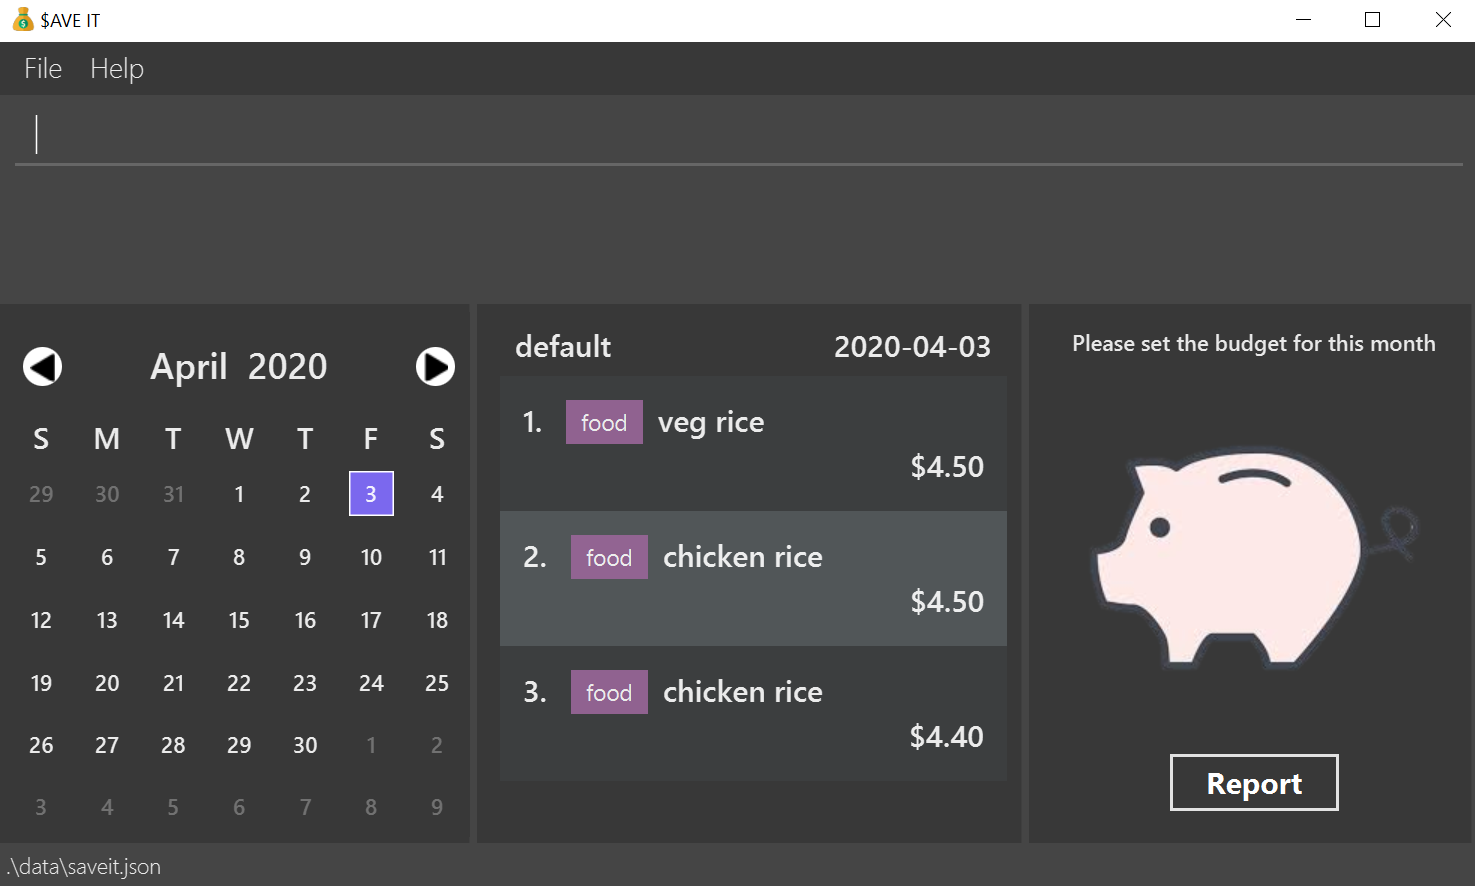 $AVE IT
File Help
April 2020
S M T W T F S
29 30 31 1 2 3 4
5 6 7 8 9 10 11
12 13 14 15 16 17 18
19 20 21 22 23 24 25
26 27 28 29 30 1 2
3 4 5 6 7 8 9
default 2020-04-03
1. food veg rice
$4.50
2. food chicken rice
$4.50
3. food chicken rice
$4.40
Please set the budget for this month
Report
.\data\saveit.json